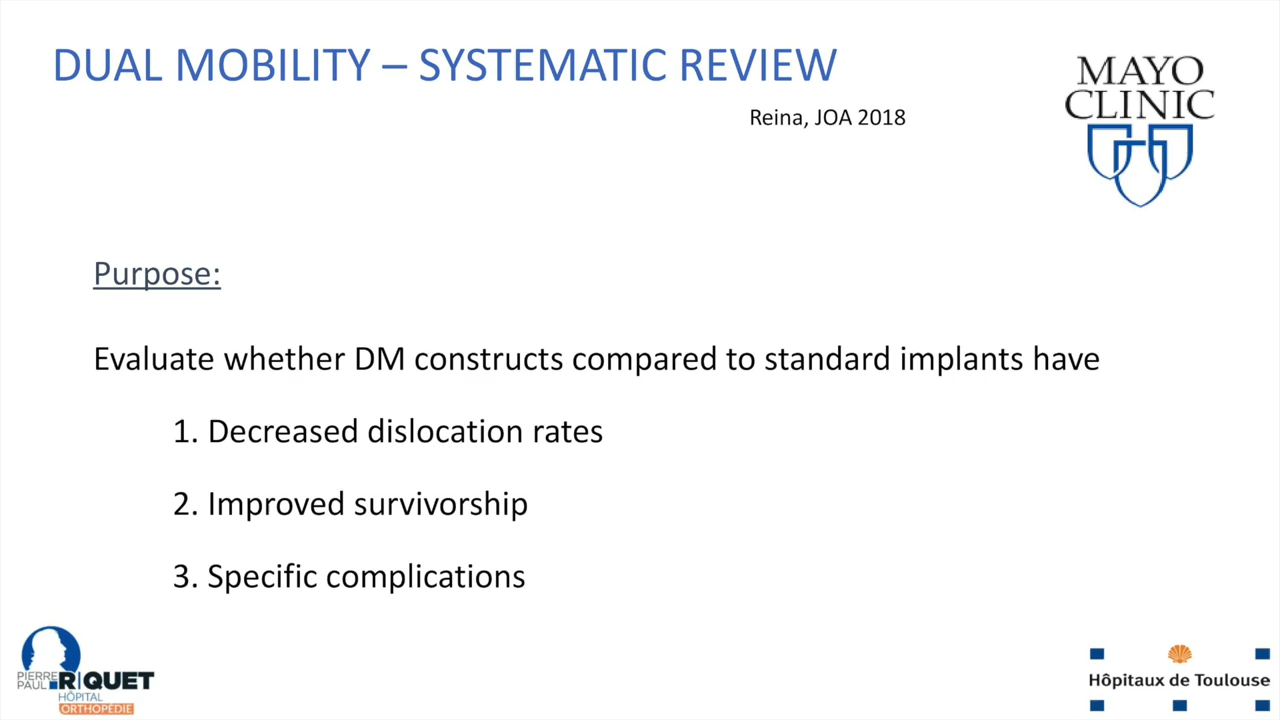 DUAL MOBILITY – SYSTEMATIC REVIEW
Reina, JOA 2018
MAYO
CLINIC
Purpose:
Evaluate whether DM constructs compared to standard implants have
1. Decreased dislocation rates
2. Improved survivorship
3. Specific complications
PIERRE
PAUL RIQUET
HÔPITAL
ORTHOPÉDIE
Hôpitaux de Toulouse